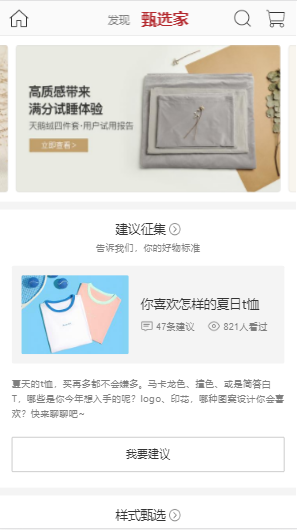 发现 甄选家
高质感带来
满分试睡体验
天鹅绒四件套·用户试用报告
立即查看 >
建议征集
告诉我们，你的好物标准
你喜欢怎样的夏日t恤
47条建议 821人看过
夏天的t恤，买再多都不会嫌多。马卡龙色、撞色、或是简答白
T，哪些是你今年想入手的呢？logo、印花，哪种图案设计你会喜
欢？快来聊聊吧~
我要建议
样式甄选